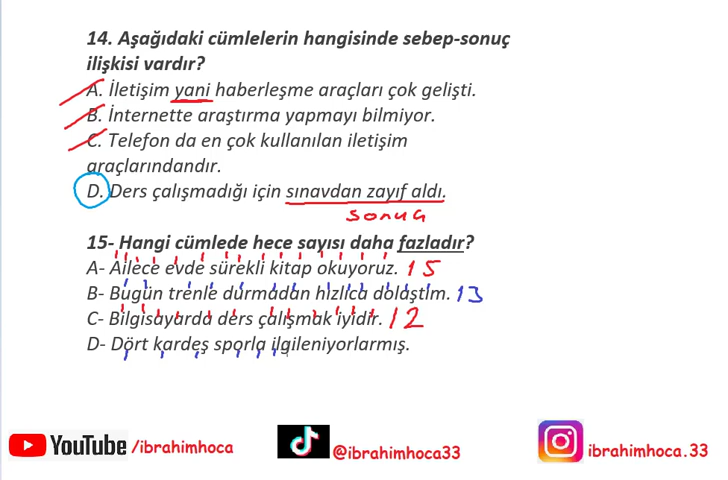 14. Aşağıdaki cümlelerin hangisinde sebep-sonuç
ilişkisi vardır?
A. İletişim yani haberleşme araçları çok gelişti.
B. İnternette araştırma yapmayı bilmiyor.
C. Telefon da en çok kullanılan iletişim
araçlarındandır.
D. Ders çalışmadığı için sınavdan zayıf aldı.
sonuç
15- Hangi cümlede hece sayısı daha fazladır?
A- Ailece evde sürekli kitap okuyoruz. 15
B- Bugün trenle durmadan hızlıca dolaştım. 13
C- Bilgisayarda ders çalışmak iyidir. 12
D- Dört kardeş sporla ilgileniyorlarmış.
YouTube /ibrahimhoca
@ibrahimhoca33
ibrahimhoca.33